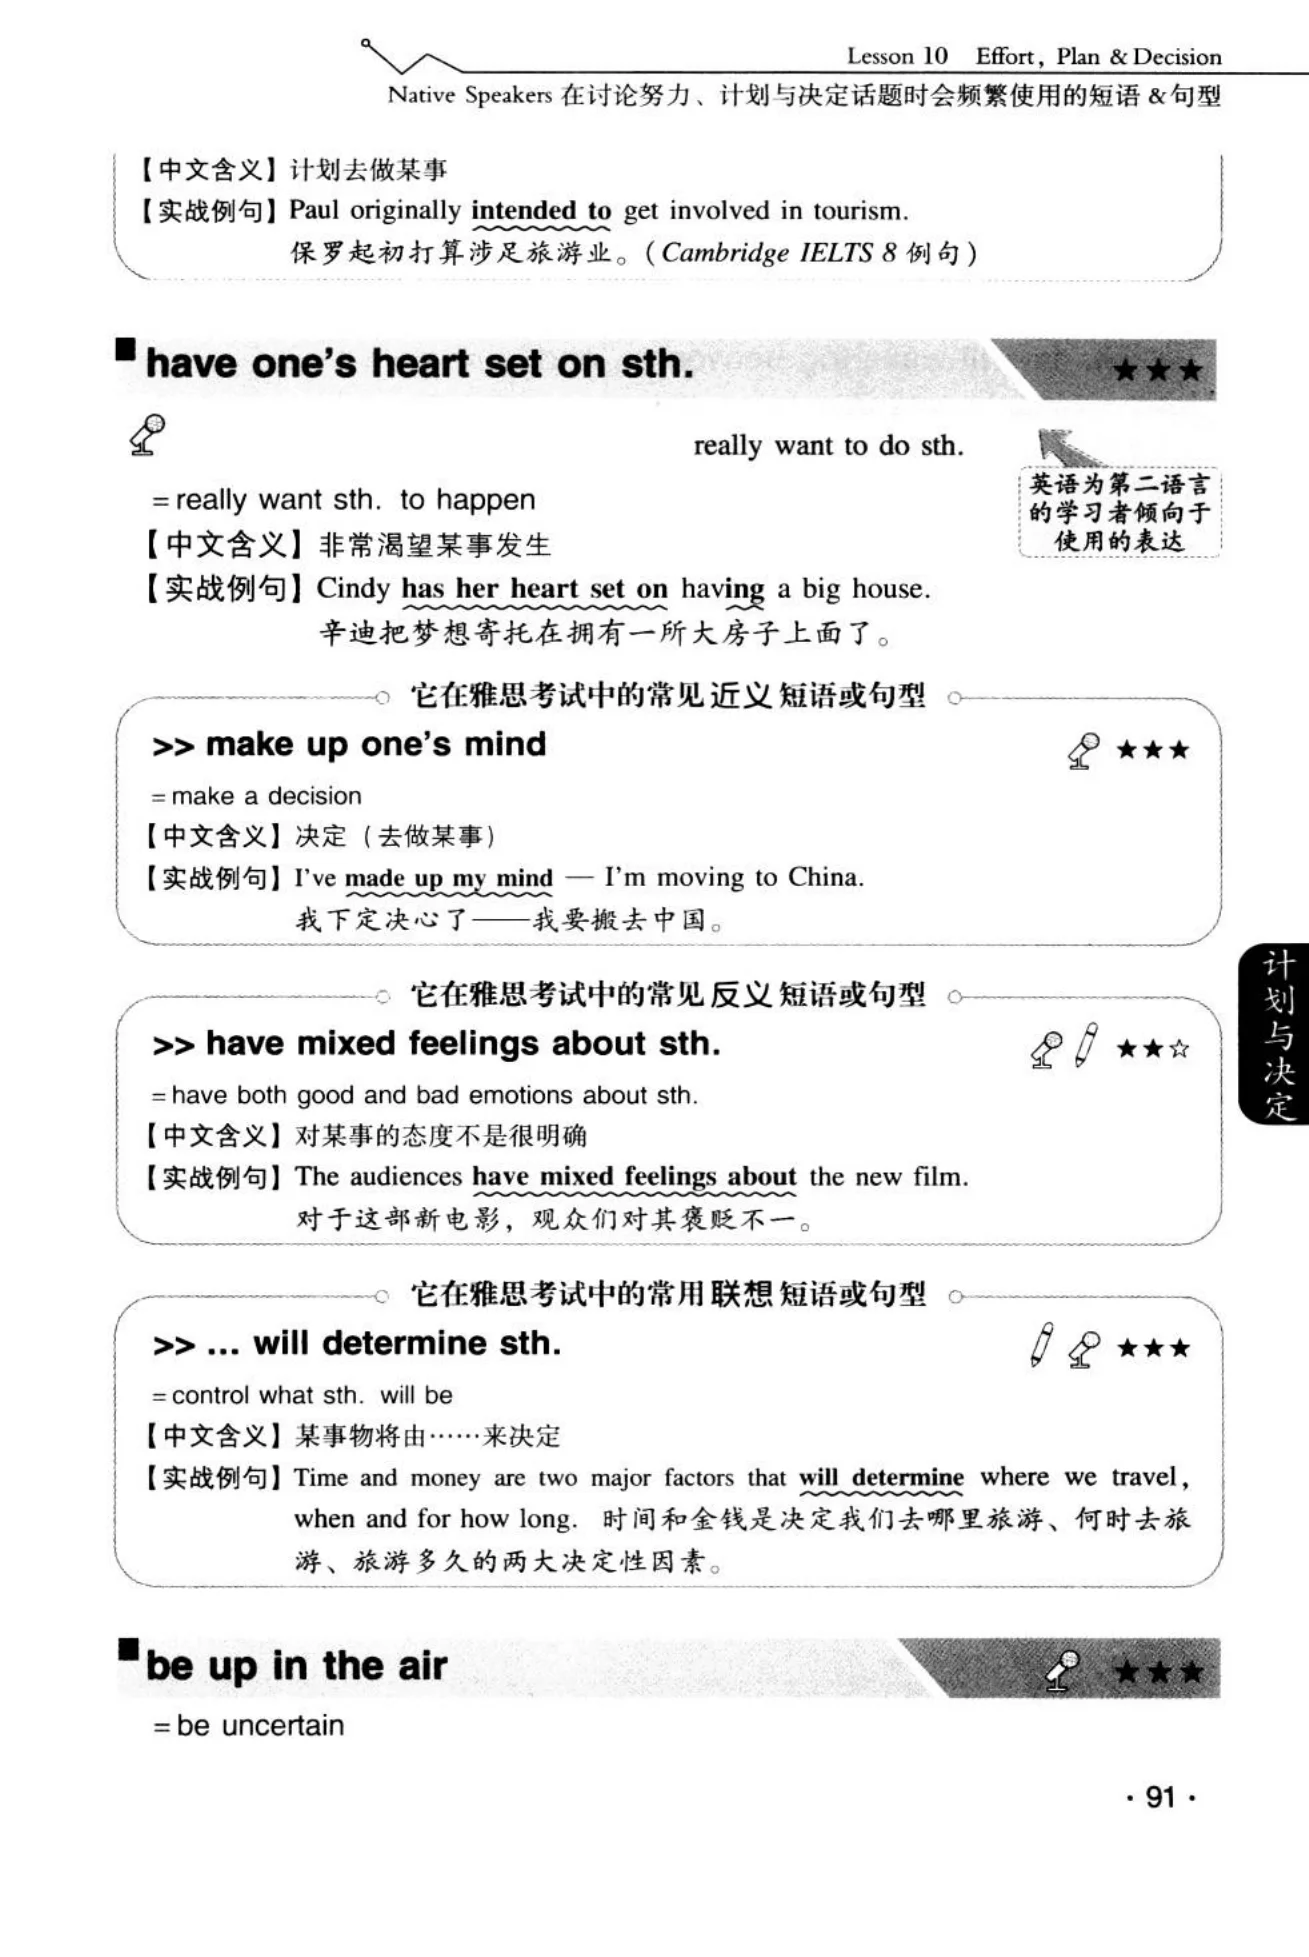 Lesson 10 Effort, Plan & Decision
Native Speakers 在讨论努力、计划与决定话题时会频繁使用的短语 & 句型
【中文含义】计划去做某事
【实战例句】Paul originally intended to get involved in tourism.
保罗起初打算涉足旅游业。(Cambridge IELTS 8 例句)
have one's heart set on sth. ★★★
really want to do sth.
英语为第二语言
的学习者倾向于
使用的表达
=really want sth. to happen
【中文含义】非常渴望某事发生
【实战例句】Cindy has her heart set on having a big house.
辛迪把梦想寄托在拥有一所大房子上面了。
它在雅思考试中的常见近义短语或句型
>> make up one's mind ★★★
=make a decision
【中文含义】决定(去做某事)
【实战例句】I've made up my mind — I'm moving to China.
我下定决心了——我要搬去中国。
它在雅思考试中的常见反义短语或句型
>> have mixed feelings about sth. ★★☆
=have both good and bad emotions about sth.
【中文含义】对某事的态度不是很明确
【实战例句】The audiences have mixed feelings about the new film.
对于这部新电影，观众们对其褒贬不一。
它在雅思考试中的常用联想短语或句型
>> ... will determine sth. ★★★
=control what sth. will be
【中文含义】某事物将由……来决定
【实战例句】Time and money are two major factors that will determine where we travel,
when and for how long. 时间和金钱是决定我们去哪里旅游、何时去旅
游、旅游多久的两大决定性因素。
计划与决定
be up in the air ★★★
=be uncertain
· 91 ·